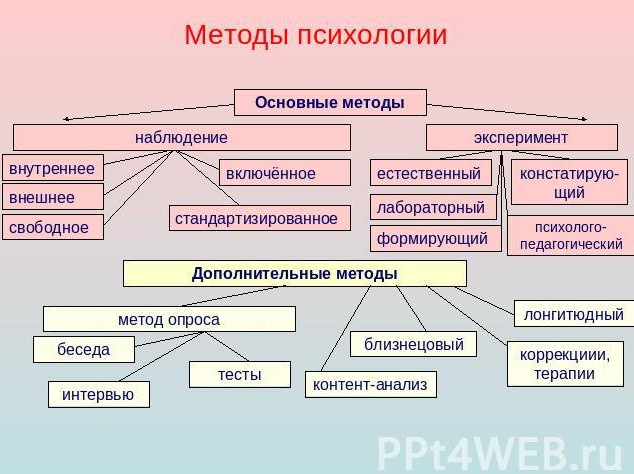 Методы психологии
Основные методы
наблюдение
эксперимент
внутреннее
внешнее
свободное
включённое
стандартизированное
естественный
лабораторный
формирующий
констатирую-
щий
психолого-
педагогический
Дополнительные методы
метод опроса
беседа
интервью
тесты
контент-анализ
близнецовый
лонгитюдный
коррекциии,
терапии
PPt4WEB.ru